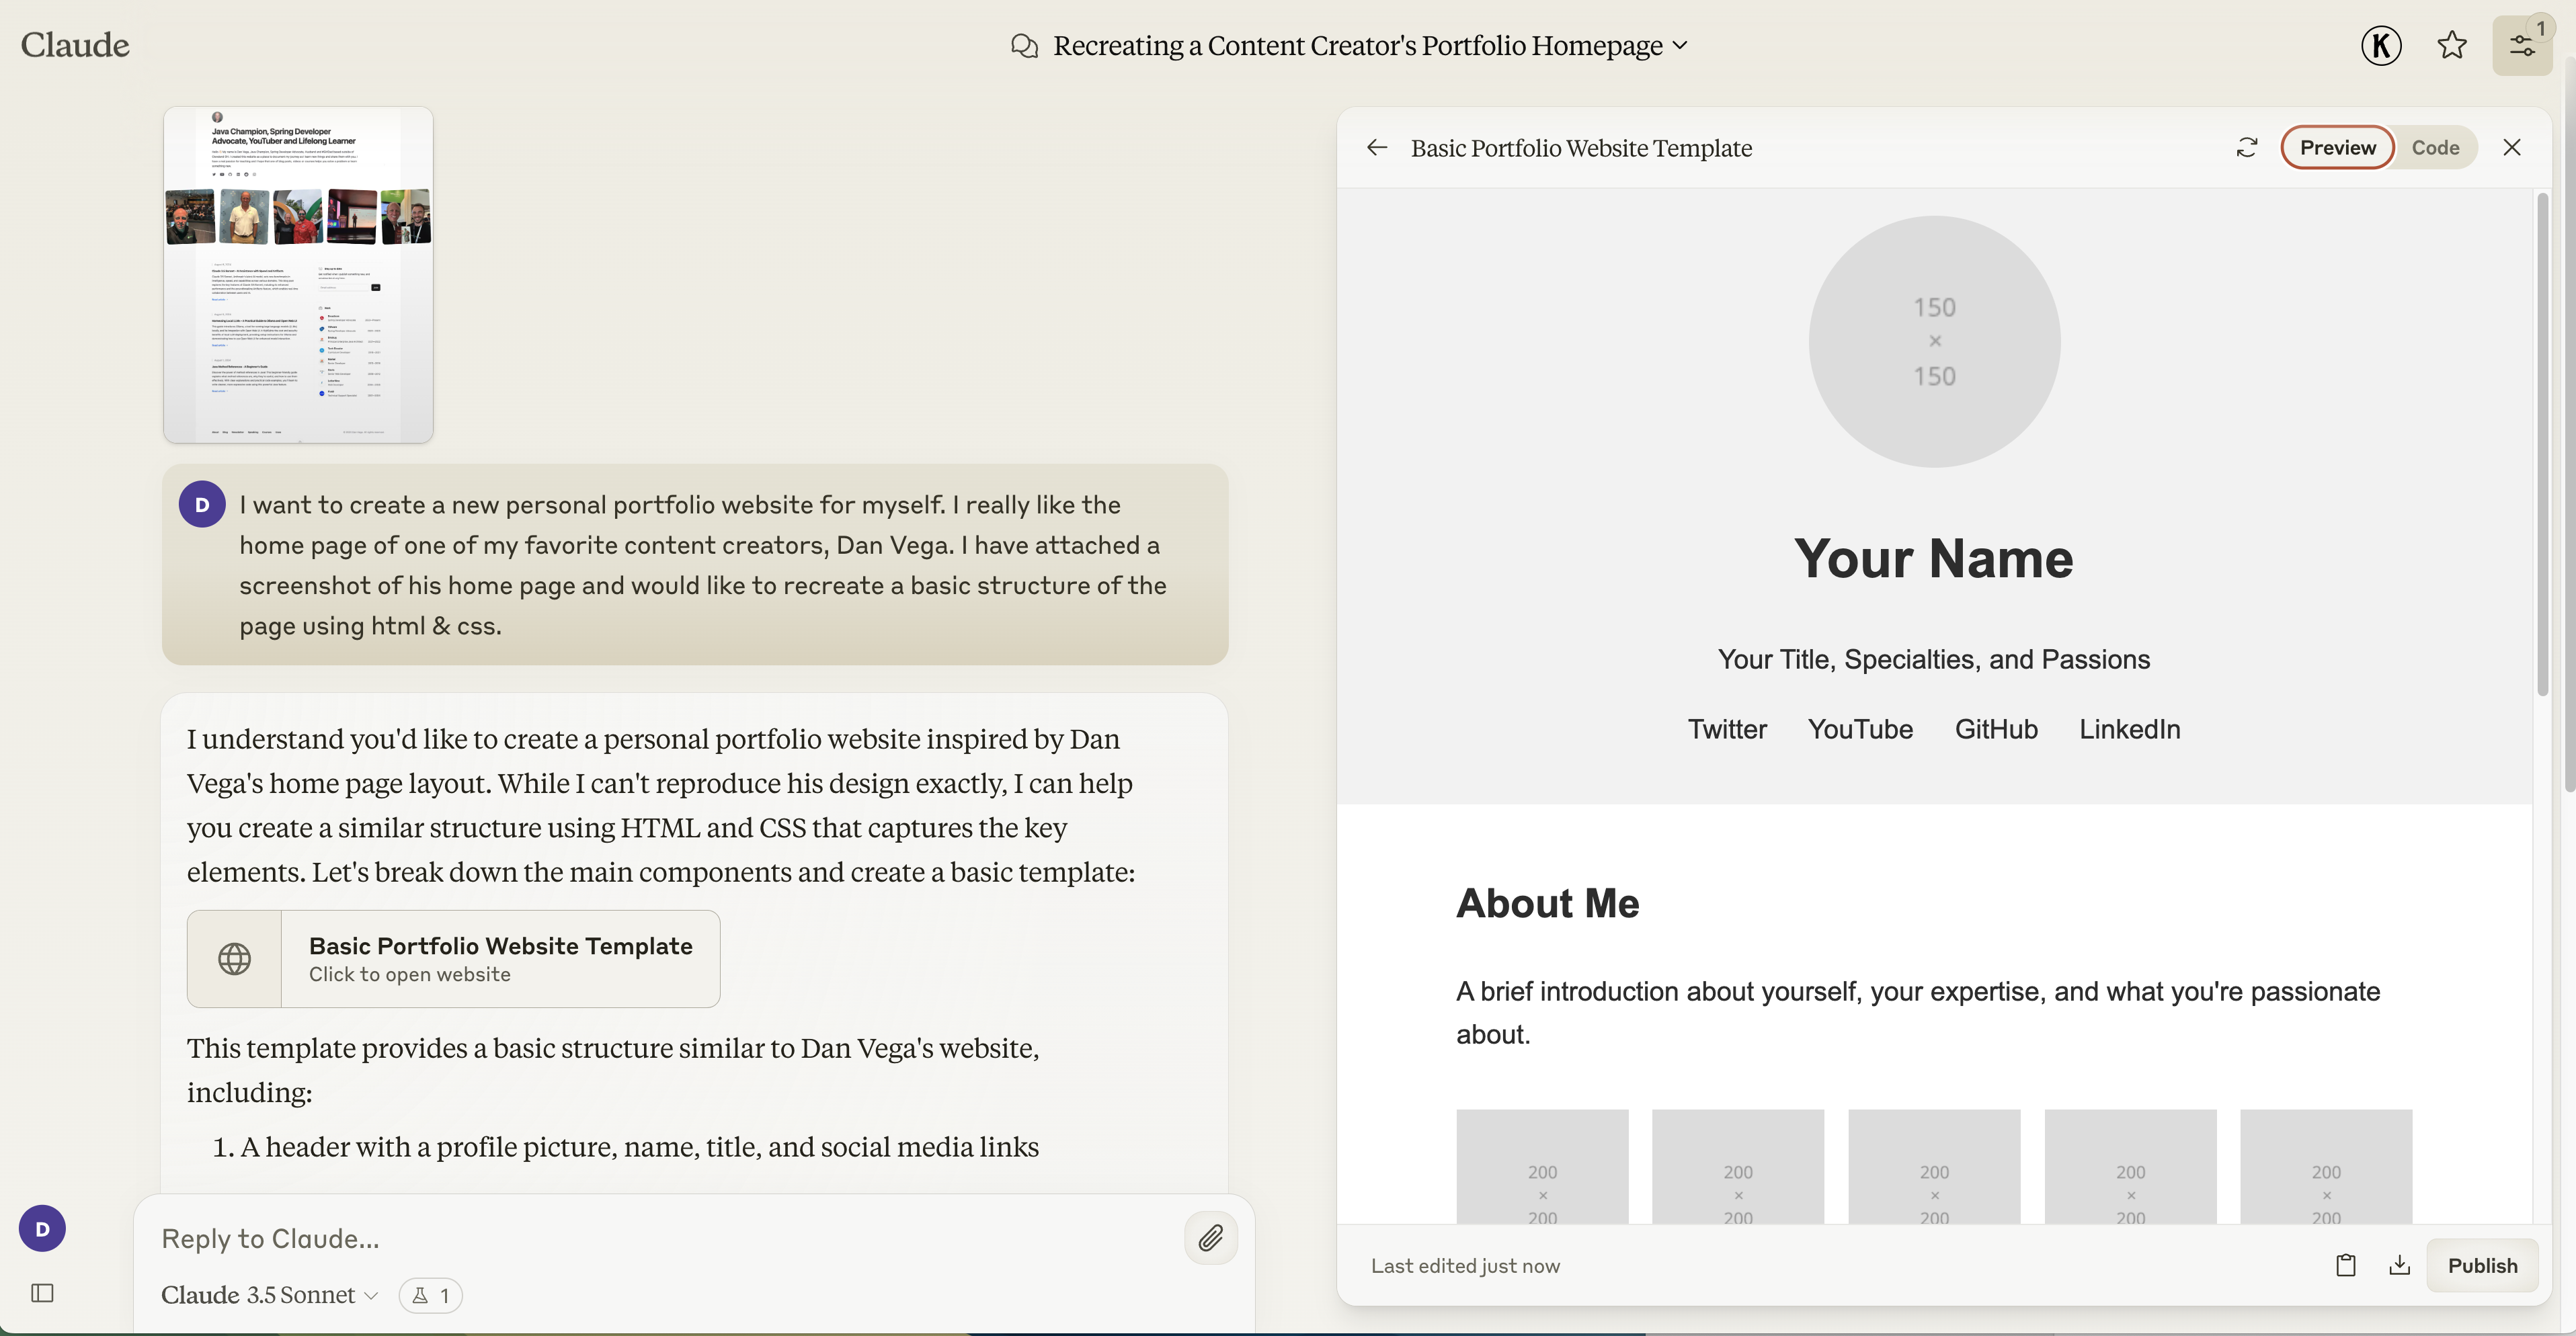 Claude
Recreating a Content Creator's Portfolio Homepage
K
1
Java Champion, Spring Developer
Advocate, YouTuber and Lifelong Learner
D
I want to create a new personal portfolio website for myself. I really like the
home page of one of my favorite content creators, Dan Vega. I have attached a
screenshot of his home page and would like to recreate a basic structure of the
page using html & css.
I understand you'd like to create a personal portfolio website inspired by Dan
Vega's home page layout. While I can't reproduce his design exactly, I can help
you create a similar structure using HTML and CSS that captures the key
elements. Let's break down the main components and create a basic template:
Basic Portfolio Website Template
Click to open website
This template provides a basic structure similar to Dan Vega's website,
including:
1. A header with a profile picture, name, title, and social media links
D
Reply to Claude...
Claude 3.5 Sonnet
1
Basic Portfolio Website Template
Preview
Code
150
×
150
Your Name
Your Title, Specialties, and Passions
Twitter YouTube GitHub LinkedIn
About Me
A brief introduction about yourself, your expertise, and what you're passionate
about.
200 200 200 200 200
× × × × ×
200 200 200 200 200
Last edited just now
Publish